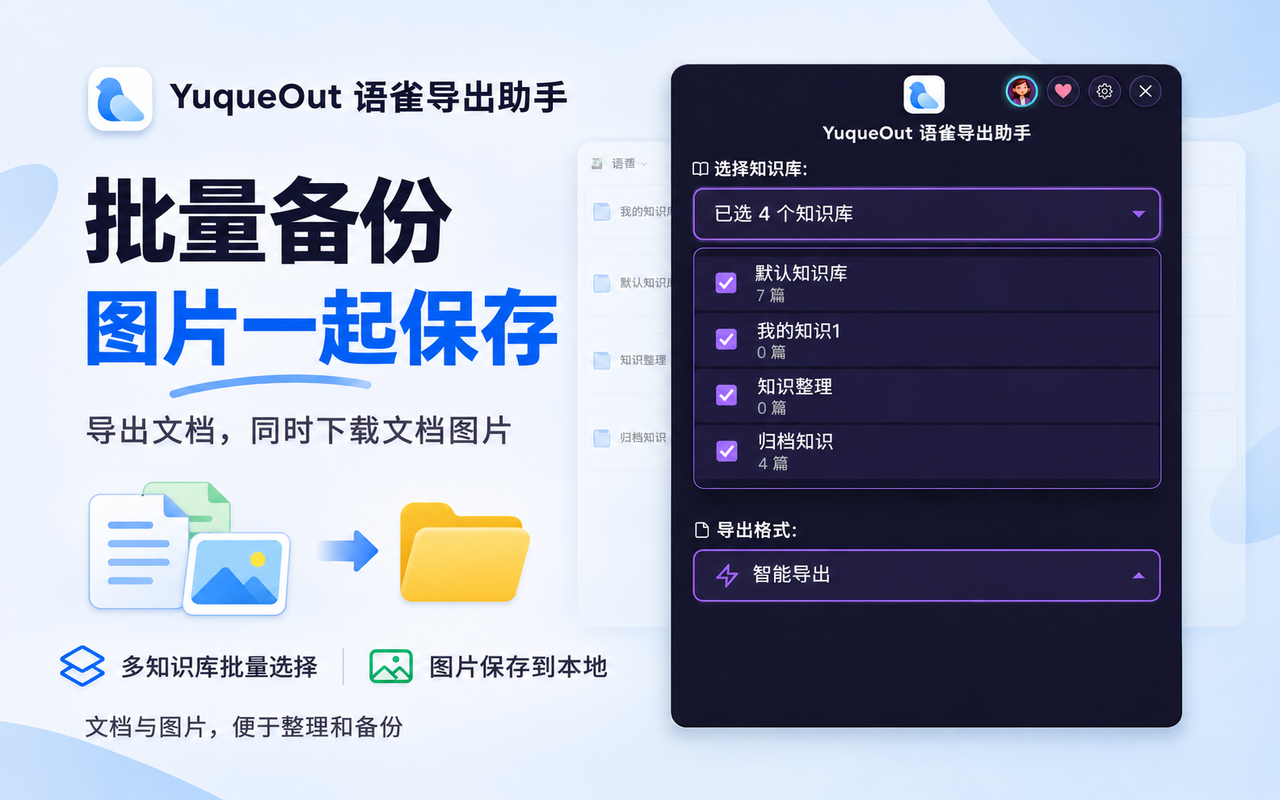 YuqueOut 语雀导出助手
批量备份
图片一起保存
导出文档，同时下载文档图片
多知识库批量选择
图片保存到本地
文档与图片，便于整理和备份
我的知识
默认知识库
知识整理
归档知识
YuqueOut 语雀导出助手
选择知识库:
已选 4 个知识库
默认知识库
7 篇
我的知识1
0 篇
知识整理
0 篇
归档知识
4 篇
导出格式:
智能导出